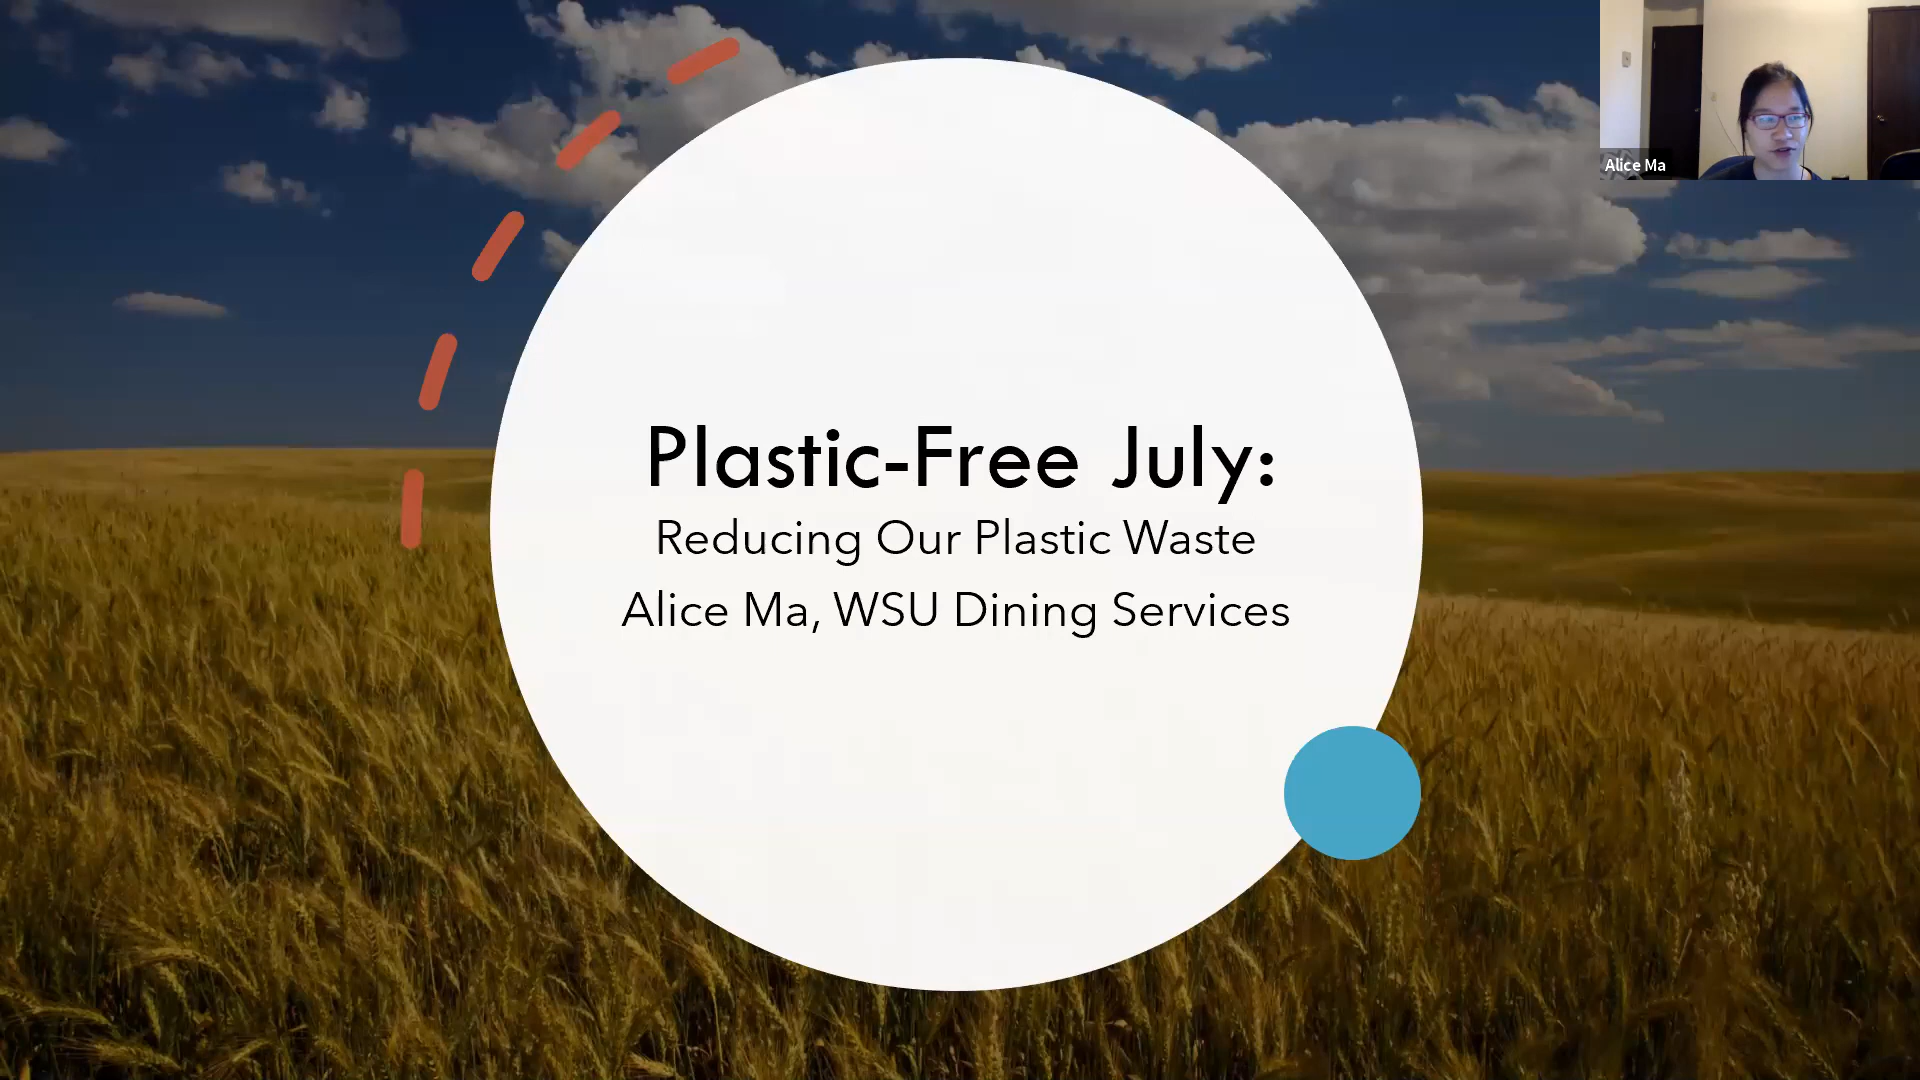 Plastic-Free July:
Reducing Our Plastic Waste
Alice Ma, WSU Dining Services
Alice Ma